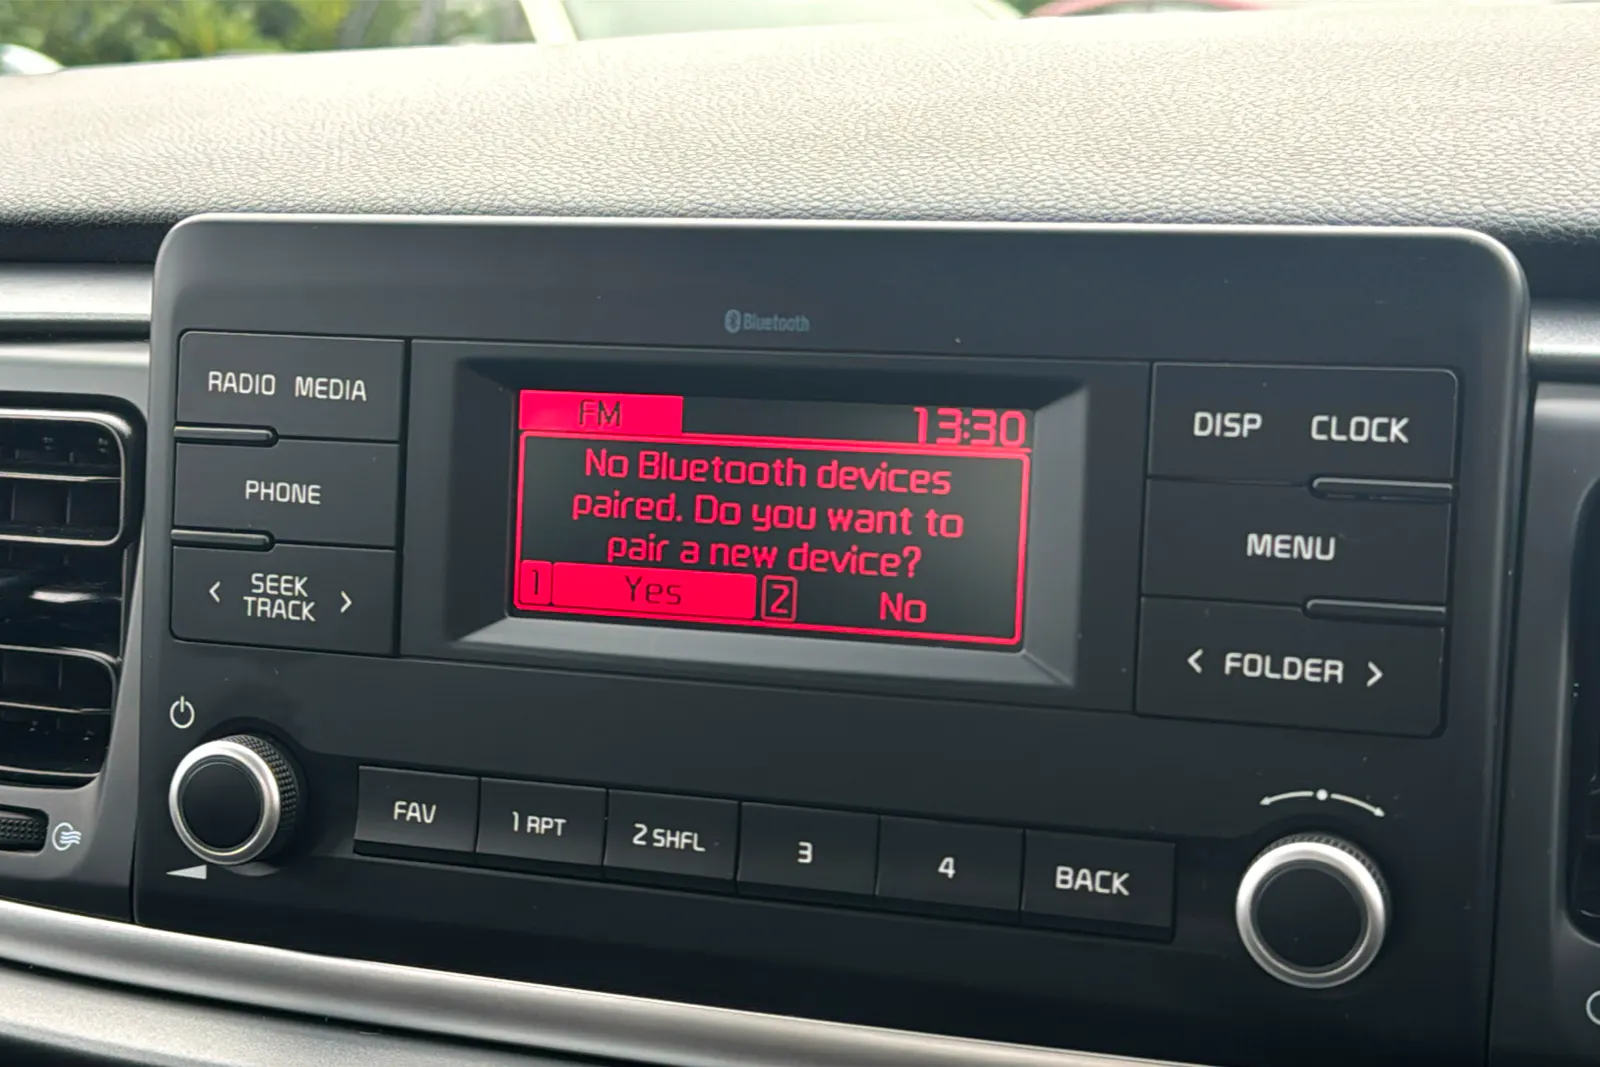 Bluetooth
RADIO MEDIA
PHONE
< SEEK TRACK >
FM 13:30
No Bluetooth devices
paired. Do you want to
pair a new device?
1 Yes 2 No
DISP CLOCK
MENU
< FOLDER >
FAV
1 RPT
2 SHFL
3
4
BACK